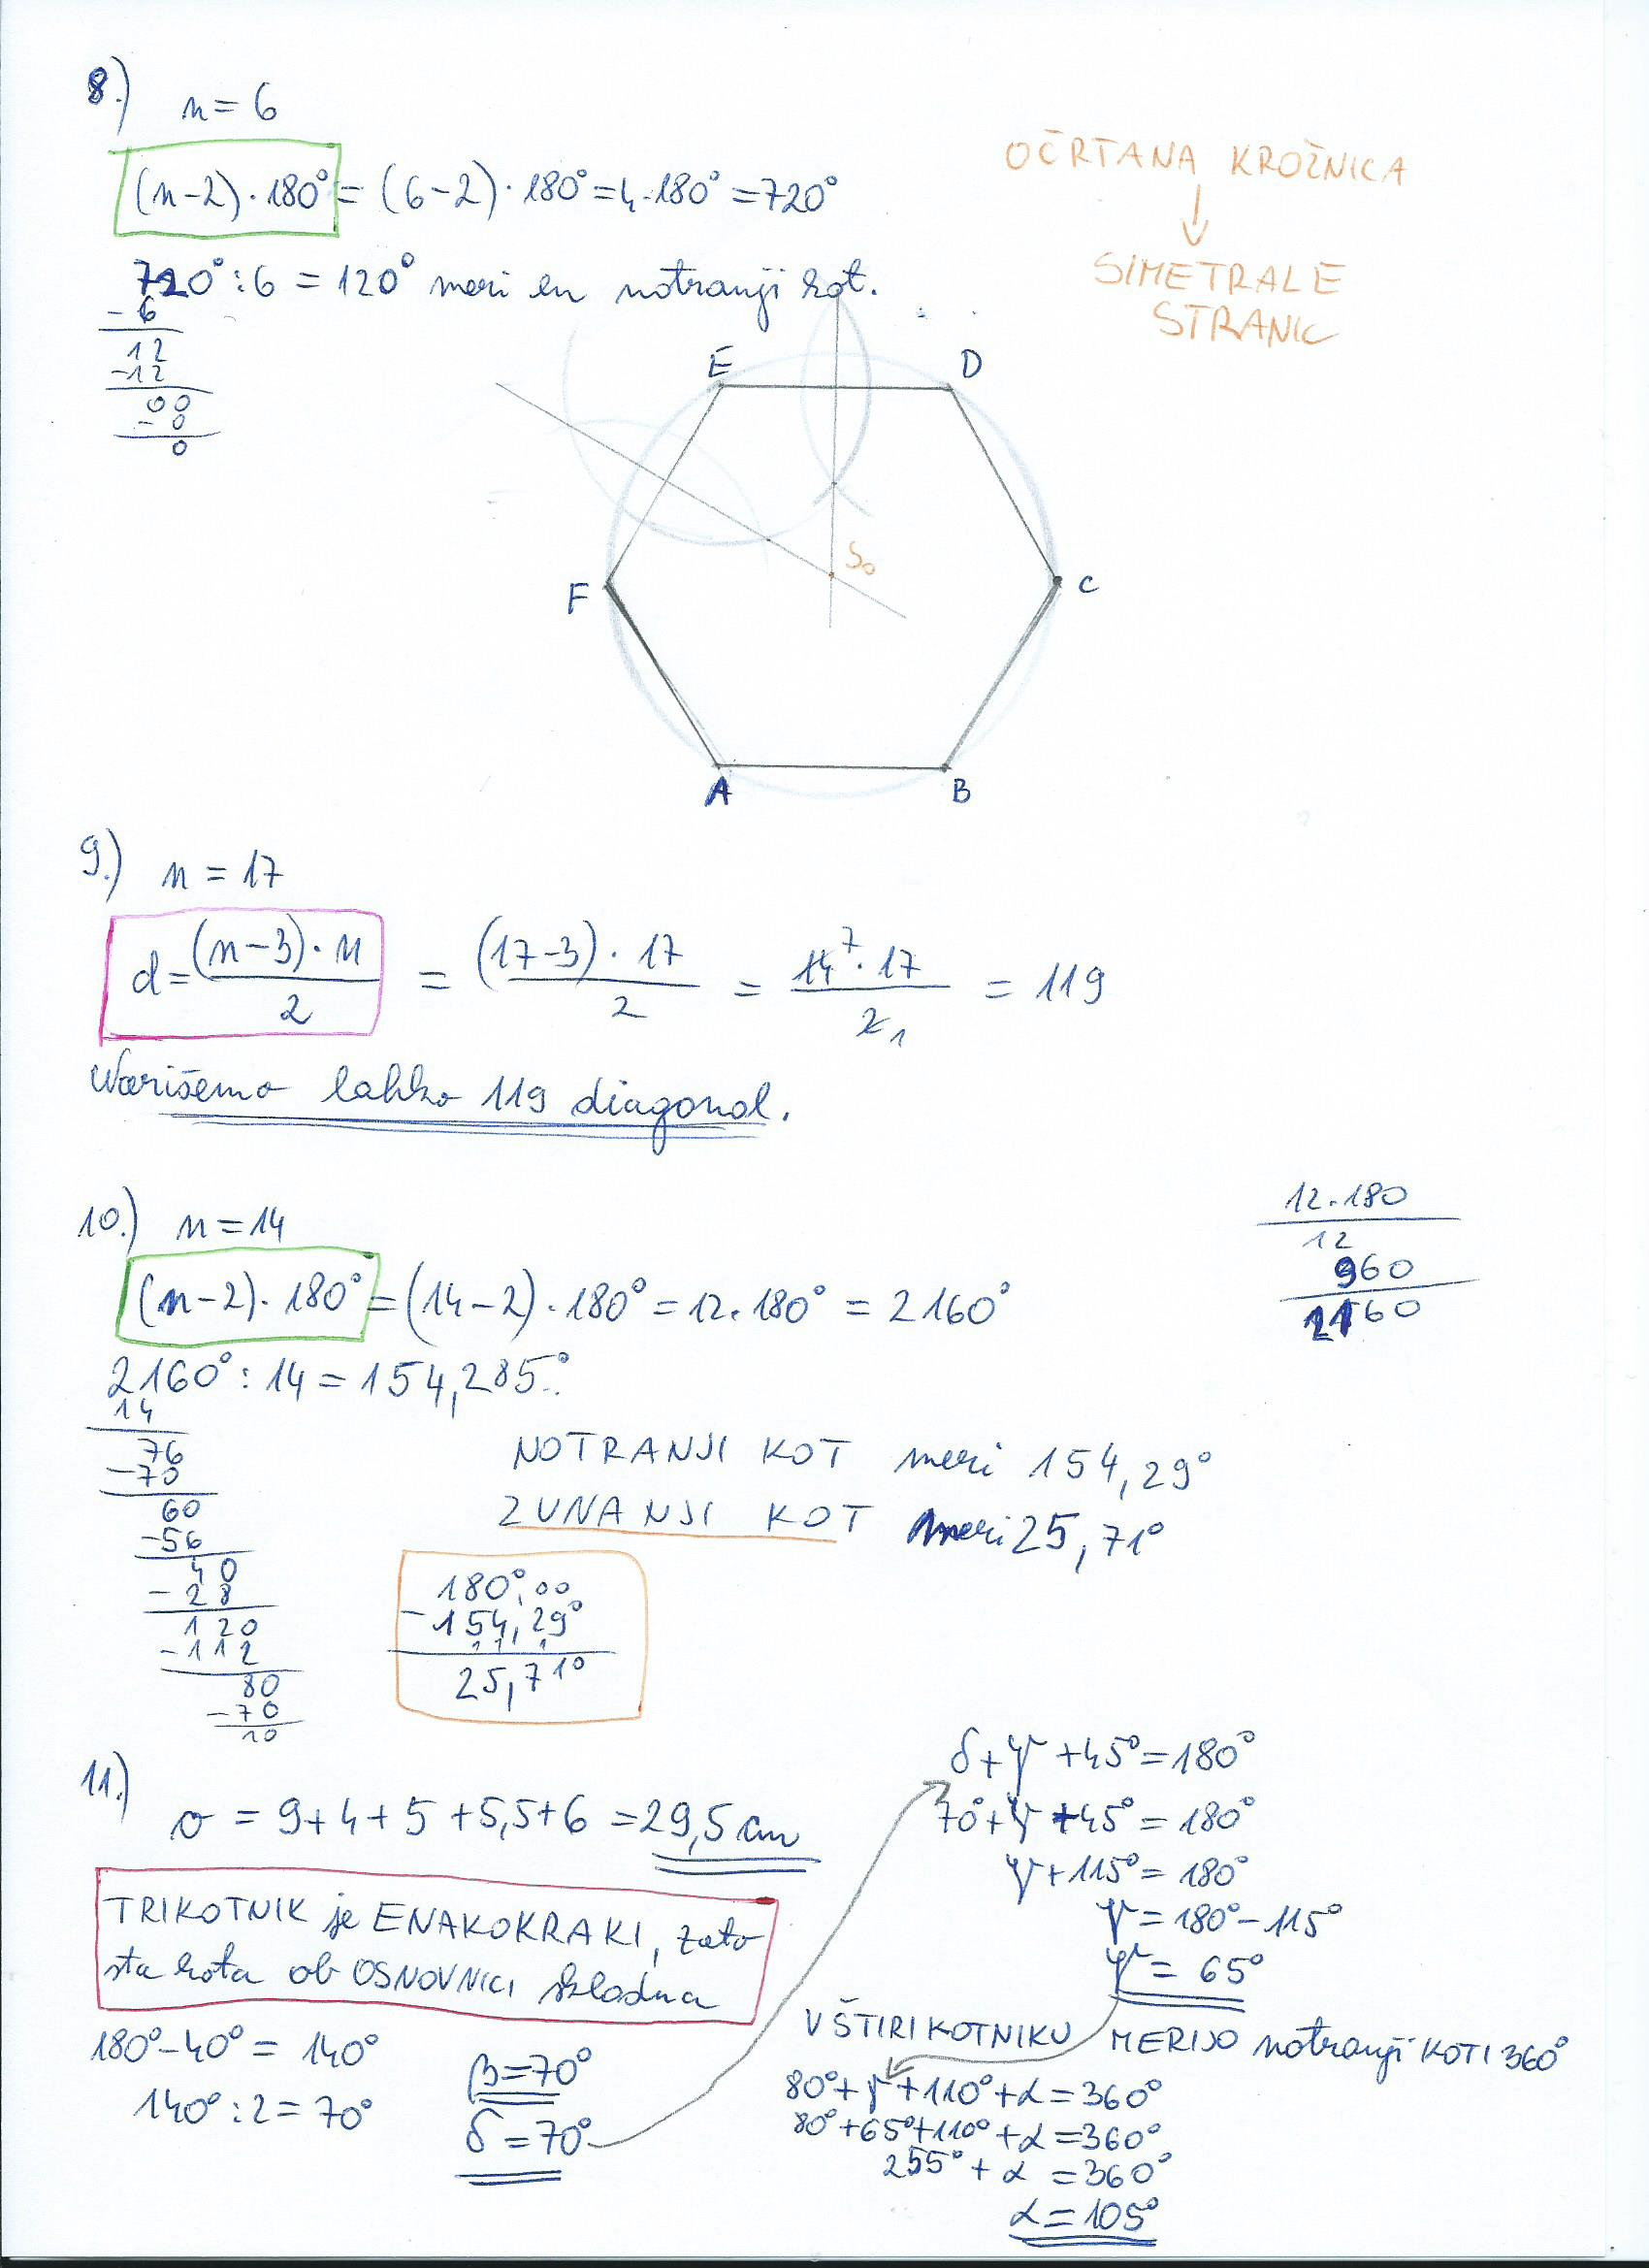 8.) n = 6
(n-2)·180° = (6-2)·180° = 4·180° = 720°
OČRTANA KROŽNICA
↓
SIMETRALE
STRANIC
720° : 6 = 120° meri en notranji kot.
-6
12
-12
00
-0
0
E D
S₀
F C
A B
9.) n = 17
d = (n-3)·n / 2 = (17-3)·17 / 2 = 14⁷·17 / 2₁ = 119
Narišemo lahko 119 diagonal.
10.) n = 14
(n-2)·180° = (14-2)·180° = 12·180° = 2160°
12·180
12
960
2160
2160° : 14 = 154,285..°
14
76
-70
60
-56
40
-28
120
-112
80
-70
10
NOTRANJI KOT meri 154,29°
ZUNANJI KOT meri 25,71°
180°,00
-154,29°
1 1 1
25,71°
11.)
σ = 9+4+5+5,5+6 = 29,5 cm
TRIKOTNIK je ENAKOKRAKI, zato
sta kota ob OSNOVNICI skladna
180°-40° = 140°
140° : 2 = 70°
β = 70°
δ = 70°
δ+γ+45° = 180°
70°+γ+45° = 180°
γ+115° = 180°
γ = 180°-115°
γ = 65°
V ŠTIRIKOTNIKU MERIJO notranji KOTI 360°
80°+γ+110°+α = 360°
80°+65°+110°+α = 360°
255°+α = 360°
α = 105°